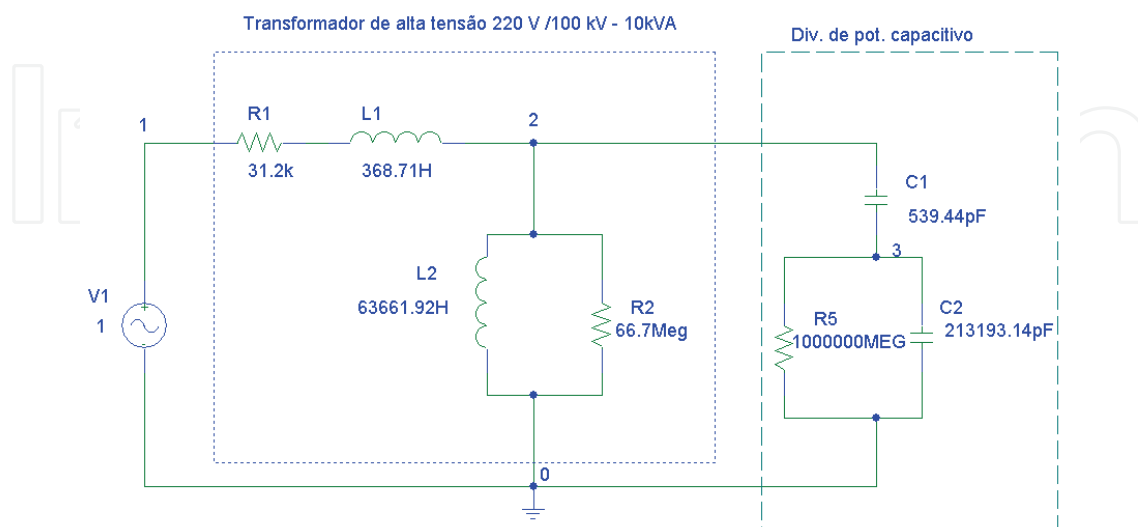 Transformador de alta tensão 220 V /100 kV - 10kVA
Div. de pot. capacitivo
1
R1
31.2k
L1
368.71H
2
C1
539.44pF
3
L2
63661.92H
R2
66.7Meg
V1
1
R5
1000000MEG
C2
213193.14pF
0